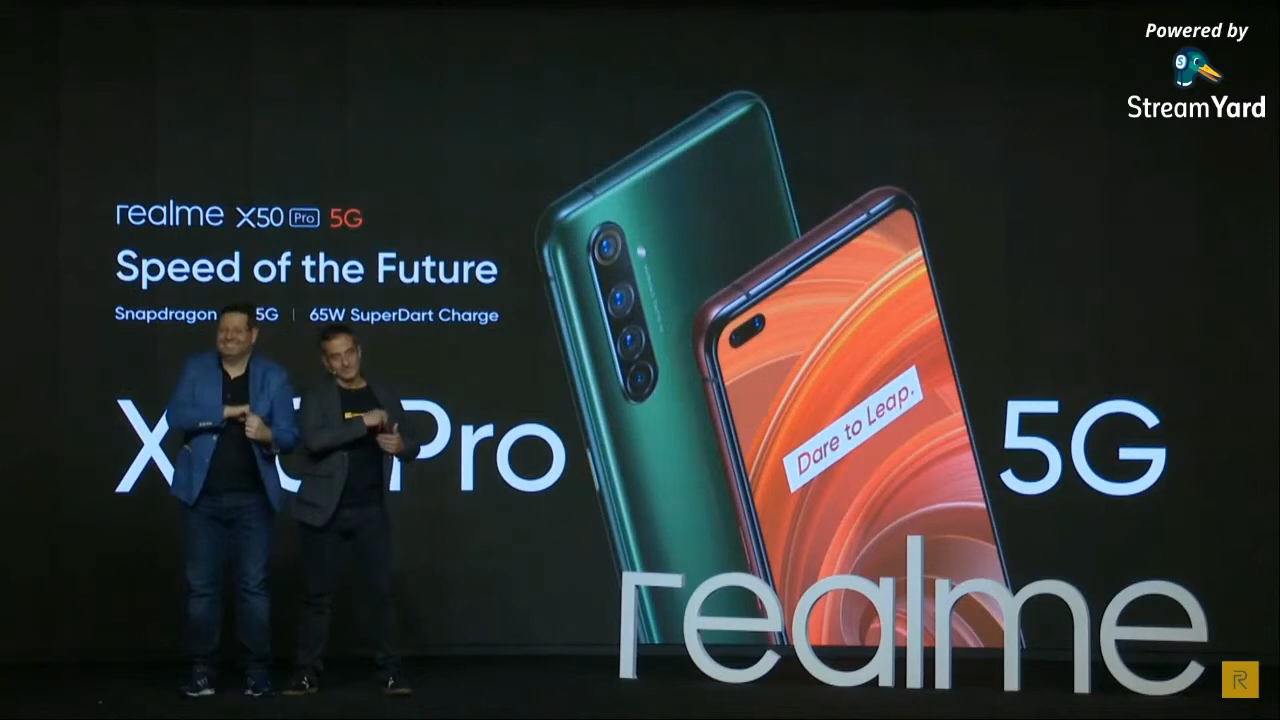 Powered by
StreamYard
realme X50 Pro 5G
Speed of the Future
Snapdragon 5G | 65W SuperDart Charge
X Pro 5G
Dare to Leap.
realme
R